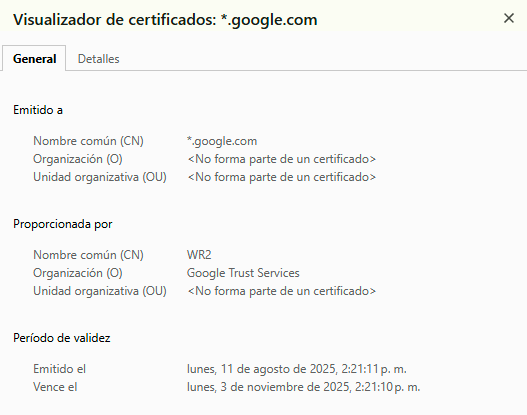 Visualizador de certificados: *.google.com
General Detalles
Emitido a
Nombre común (CN) *.google.com
Organización (O) <No forma parte de un certificado>
Unidad organizativa (OU) <No forma parte de un certificado>
Proporcionada por
Nombre común (CN) WR2
Organización (O) Google Trust Services
Unidad organizativa (OU) <No forma parte de un certificado>
Período de validez
Emitido el lunes, 11 de agosto de 2025, 2:21:11 p. m.
Vence el lunes, 3 de noviembre de 2025, 2:21:10 p. m.